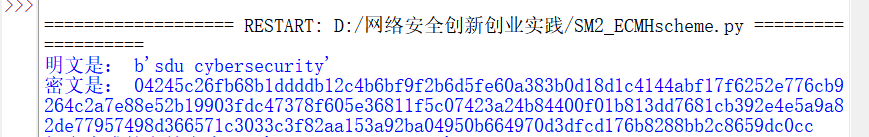 >>>
=================== RESTART: D:/网络安全创新创业实践/SM2_ECMHscheme.py =========
==================
明文是： b'sdu cybersecurity'
密文是： 04245c26fb68b1ddddb12c4b6bf9f2b6d5fe60a383b0d18d1c4144abf17f6252e776cb9
264c2a7e88e52b19903fdc47378f605e36811f5c07423a24b84400f01b813dd7681cb392e4e5a9a8
2de77957498d366571c3033c3f82aa153a92ba04950b664970d3dfcd176b8288bb2c8659dc0cc